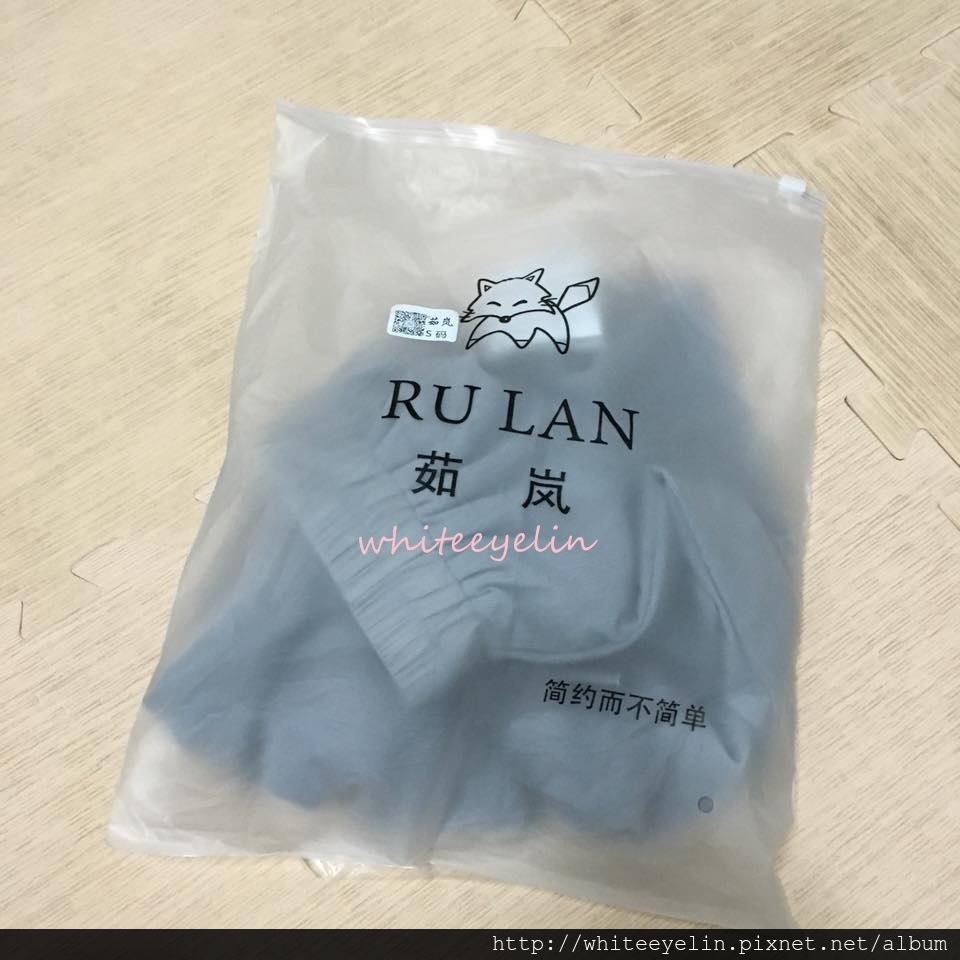 茹岚
S 码
RU LAN
茹 岚
whiteeyelin
简约而不简单
http://whiteeyelin.pixnet.net/album